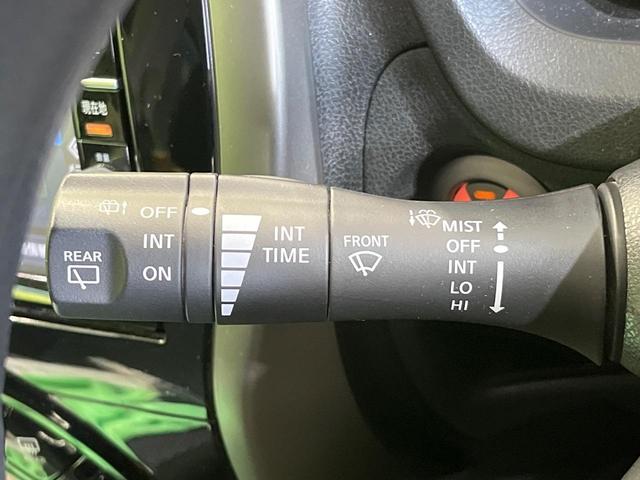 現在地
OFF
INT
ON
REAR
INT
TIME
FRONT
MIST
OFF
INT
LO
HI